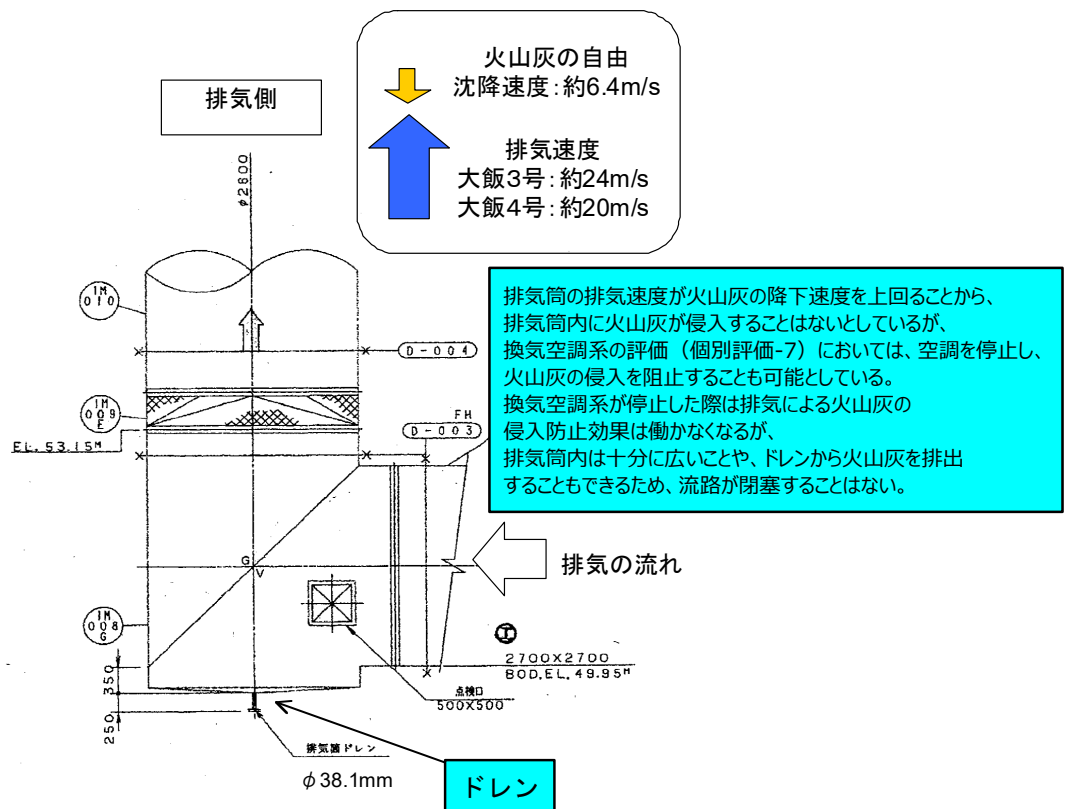 火山灰の自由
沈降速度：約6.4m/s
排気速度
大飯３号：約24m/s
大飯４号：約20m/s
排気側
φ2600
1M
010
D-004
1M
009
E
EL.53.15M
FH
D-003
排気筒の排気速度が火山灰の降下速度を上回ることから、
排気筒内に火山灰が侵入することはないとしているが、
換気空調系の評価（個別評価-7）においては、空調を停止し、
火山灰の侵入を阻止することも可能としている。
換気空調系が停止した際は排気による火山灰の
侵入防止効果は働かなくなるが、
排気筒内は十分に広いことや、ドレンから火山灰を排出
することもできるため、流路が閉塞することはない。
G
V
排気の流れ
1M
008
G
350
250
2700X2700
BOD.EL.49.95M
点検口
500X500
排気筒ドレン
φ38.1mm
ドレン